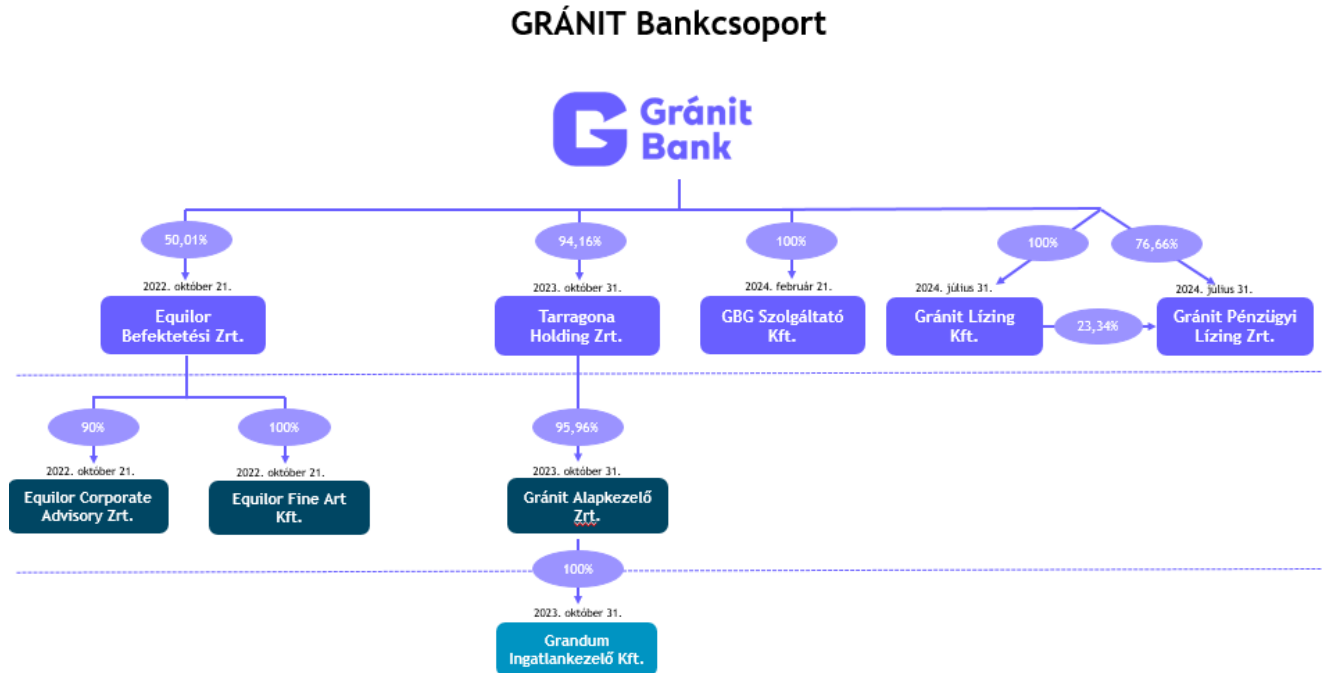 GRÁNIT Bankcsoport
Gránit
Bank
50,01%
94,16%
100%
100%
76,66%
2022. október 21.
2023. október 31.
2024. február 21.
2024. július 31.
2024. július 31.
Equilor
Befektetési Zrt.
Tarragona
Holding Zrt.
GBG Szolgáltató
Kft.
Gránit Lízing
Kft.
23,34%
Gránit Pénzügyi
Lízing Zrt.
90%
100%
95,96%
2022. október 21.
2022. október 21.
2023. október 31.
Equilor Corporate
Advisory Zrt.
Equilor Fine Art
Kft.
Gránit Alapkezelő
Zrt.
100%
2023. október 31.
Grandum
Ingatlankezelő Kft.